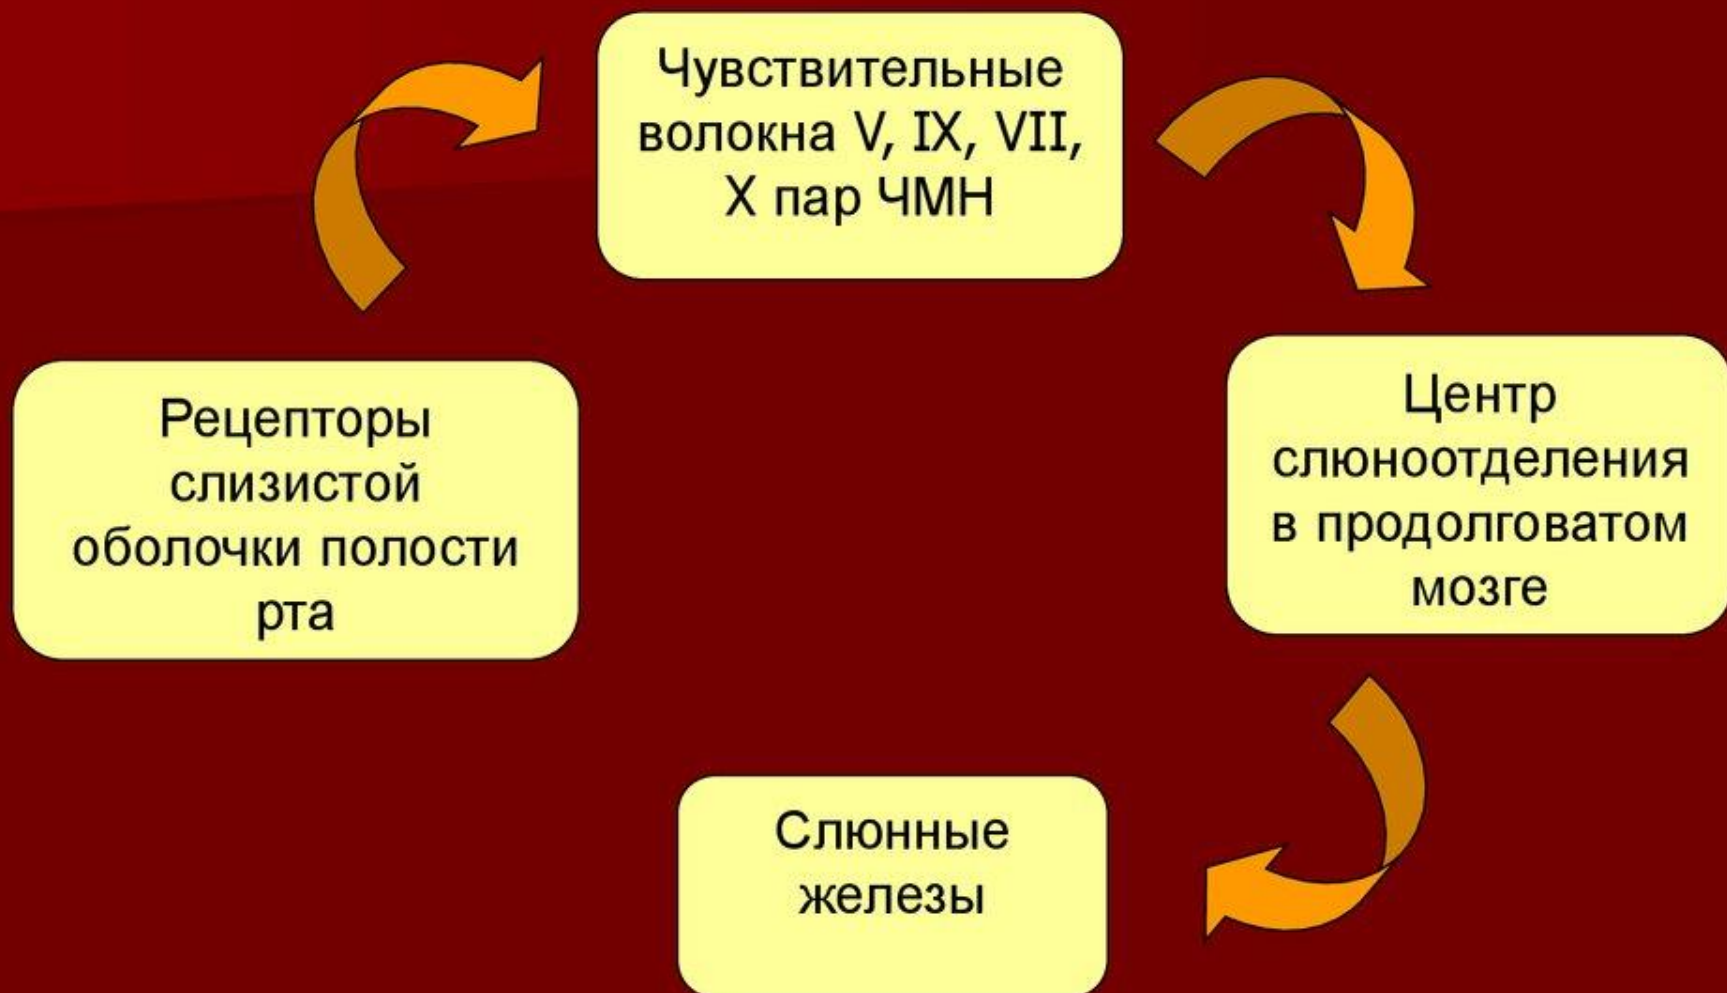 Чувствительные
волокна V, IX, VII,
X пар ЧМН
Рецепторы
слизистой
оболочки полости
рта
Центр
слюноотделения
в продолговатом
мозге
Слюнные
железы